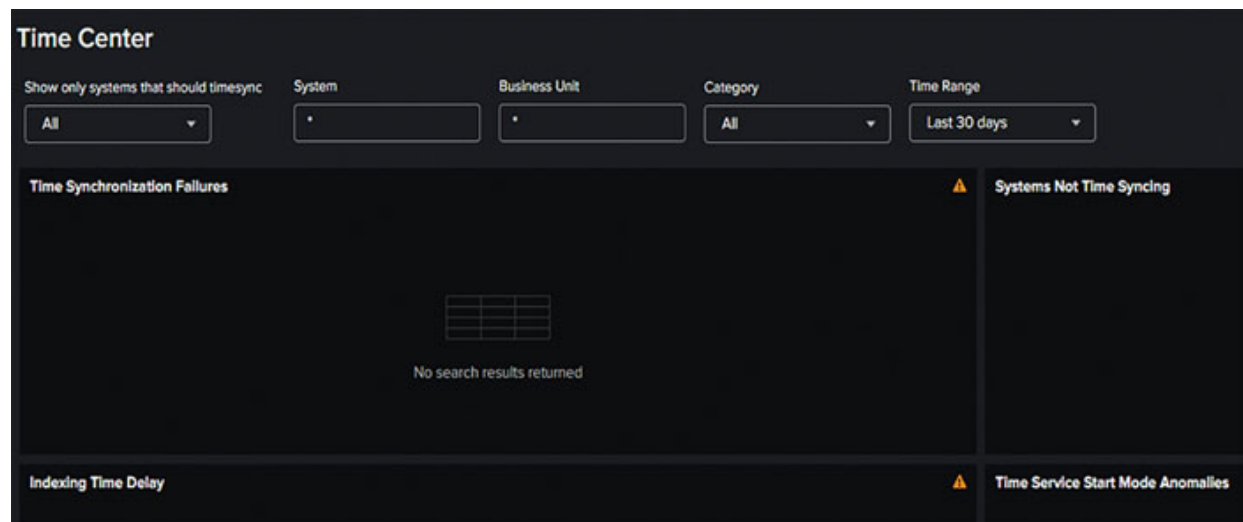 Time Center
Show only systems that should timesync System Business Unit Category Time Range
All * * All Last 30 days
Time Synchronization Failures Systems Not Time Syncing
No search results returned
Indexing Time Delay Time Service Start Mode Anomalies